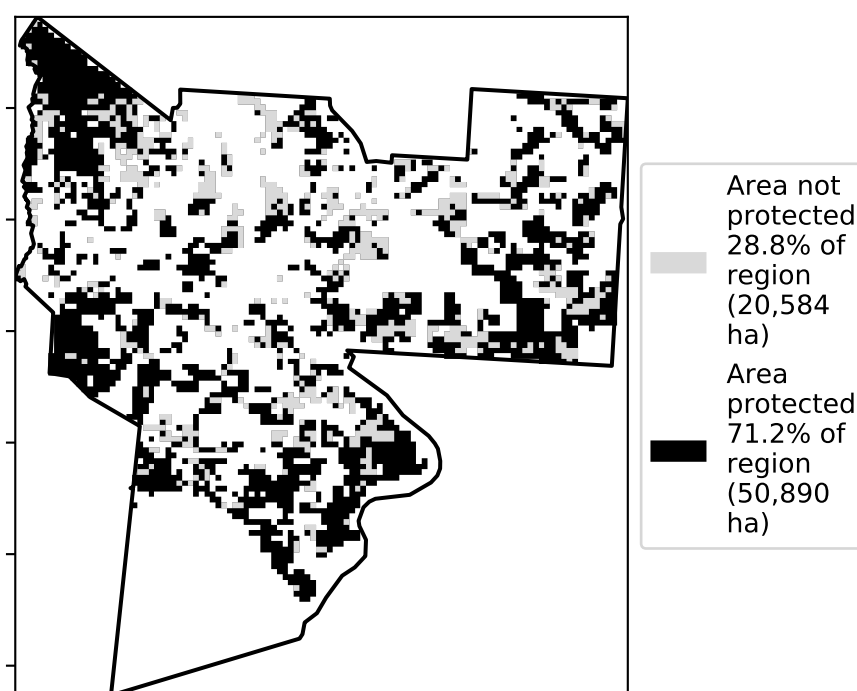 Area not
protected
28.8% of
region
(20,584
ha)
Area
protected
71.2% of
region
(50,890
ha)